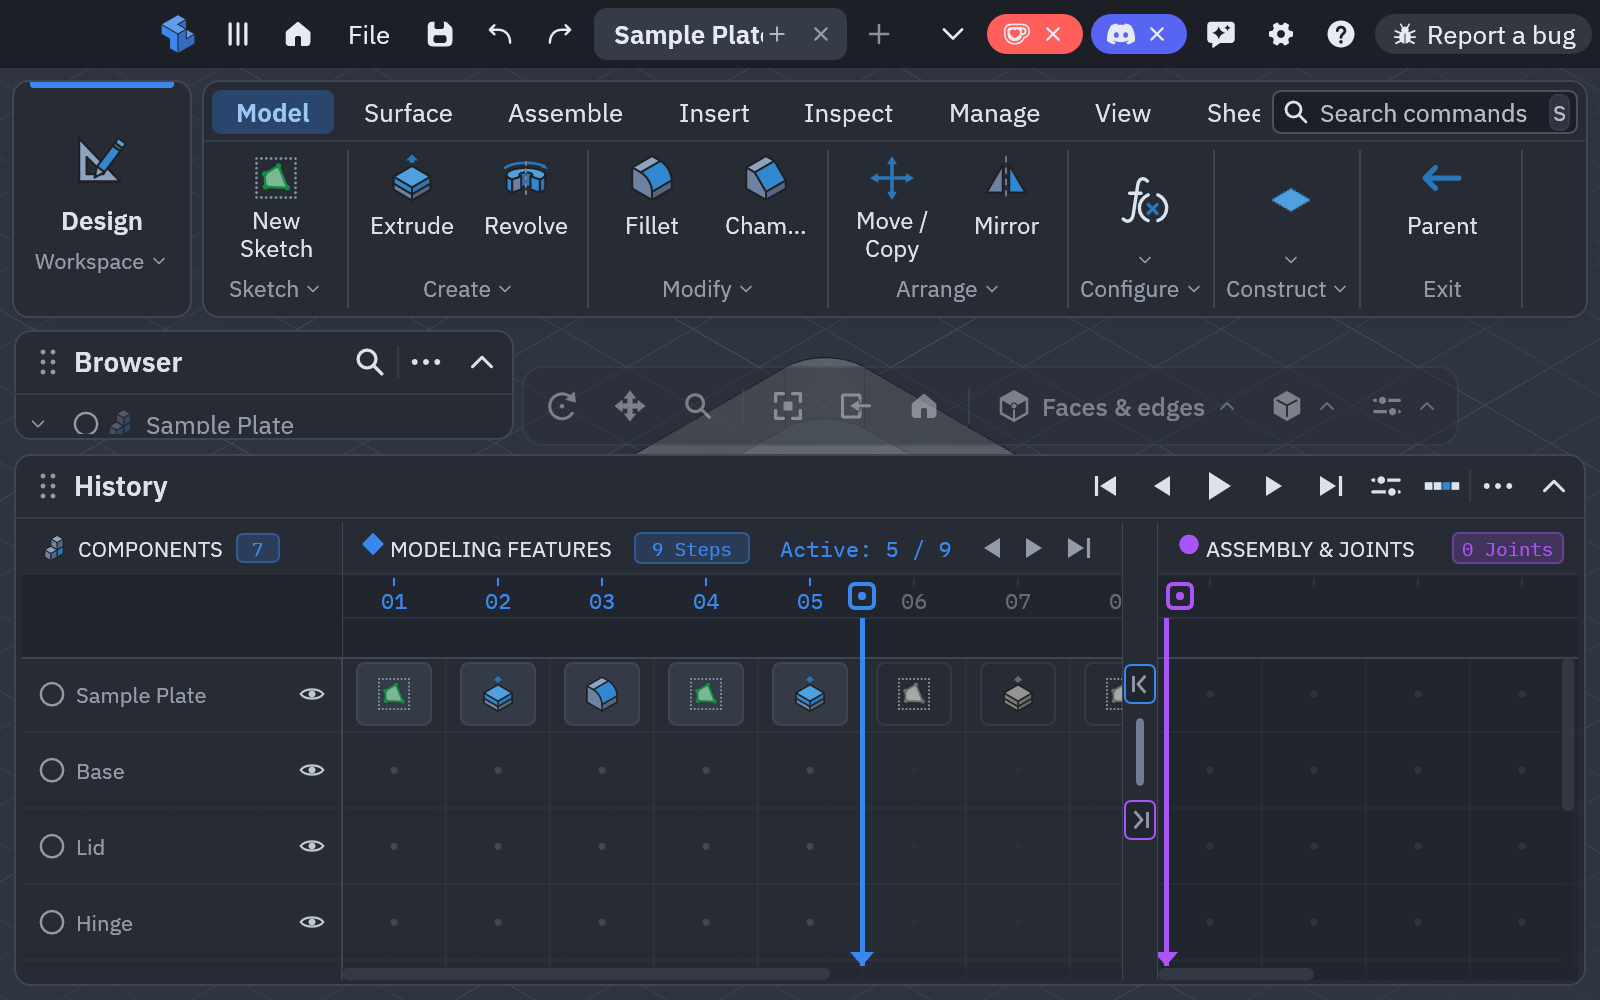 File
Sample Plat
Report a bug
Design
Workspace
Model
Surface
Assemble
Insert
Inspect
Manage
View
Shee
Search commands
S
New
Sketch
Extrude
Revolve
Fillet
Cham...
Move /
Copy
Mirror
Parent
Sketch
Create
Modify
Arrange
Configure
Construct
Exit
Browser
Sample Plate
Faces & edges
History
COMPONENTS
7
MODELING FEATURES
9 Steps
Active: 5 / 9
ASSEMBLY & JOINTS
0 Joints
01
02
03
04
05
06
07
0
Sample Plate
Base
Lid
Hinge